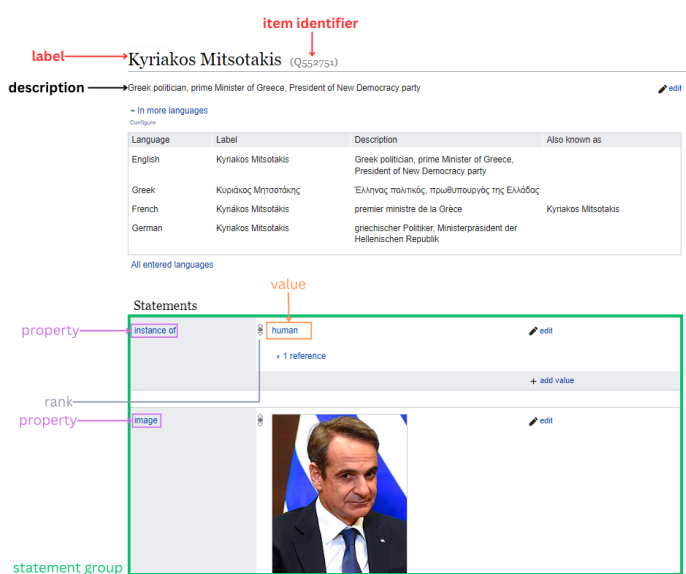 item identifier
label
Kyriakos Mitsotakis (Q552751)
description
Greek politician, prime Minister of Greece, President of New Democracy party
edit
In more languages
Configure
Language Label Description Also known as
English Kyriakos Mitsotakis Greek politician, prime Minister of Greece,
President of New Democracy party
Greek Κυριάκος Μητσοτάκης Έλληνας πολιτικός, πρωθυπουργός της Ελλάδας
French Kyriákos Mitsotákis premier ministre de la Grèce Kyriakos Mitsotakis
German Kyriakos Mitsotakis griechischer Politiker, Ministerpräsident der
Hellenischen Republik
All entered languages
value
Statements
property
instance of human edit
1 reference
rank
+ add value
property
image edit
statement group